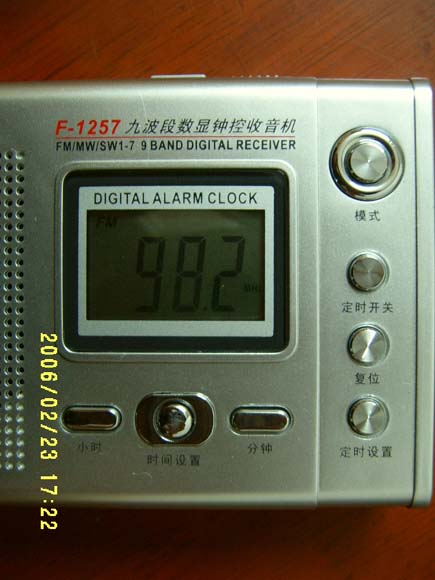 F-1257 九波段数显钟控收音机
FM/MW/SW1-7 9 BAND DIGITAL RECEIVER
DIGITAL ALARM CLOCK
FM
98.2
MHz
模式
定时开关
复位
定时设置
小时
时间设置
分钟
2006/02/23 17:22